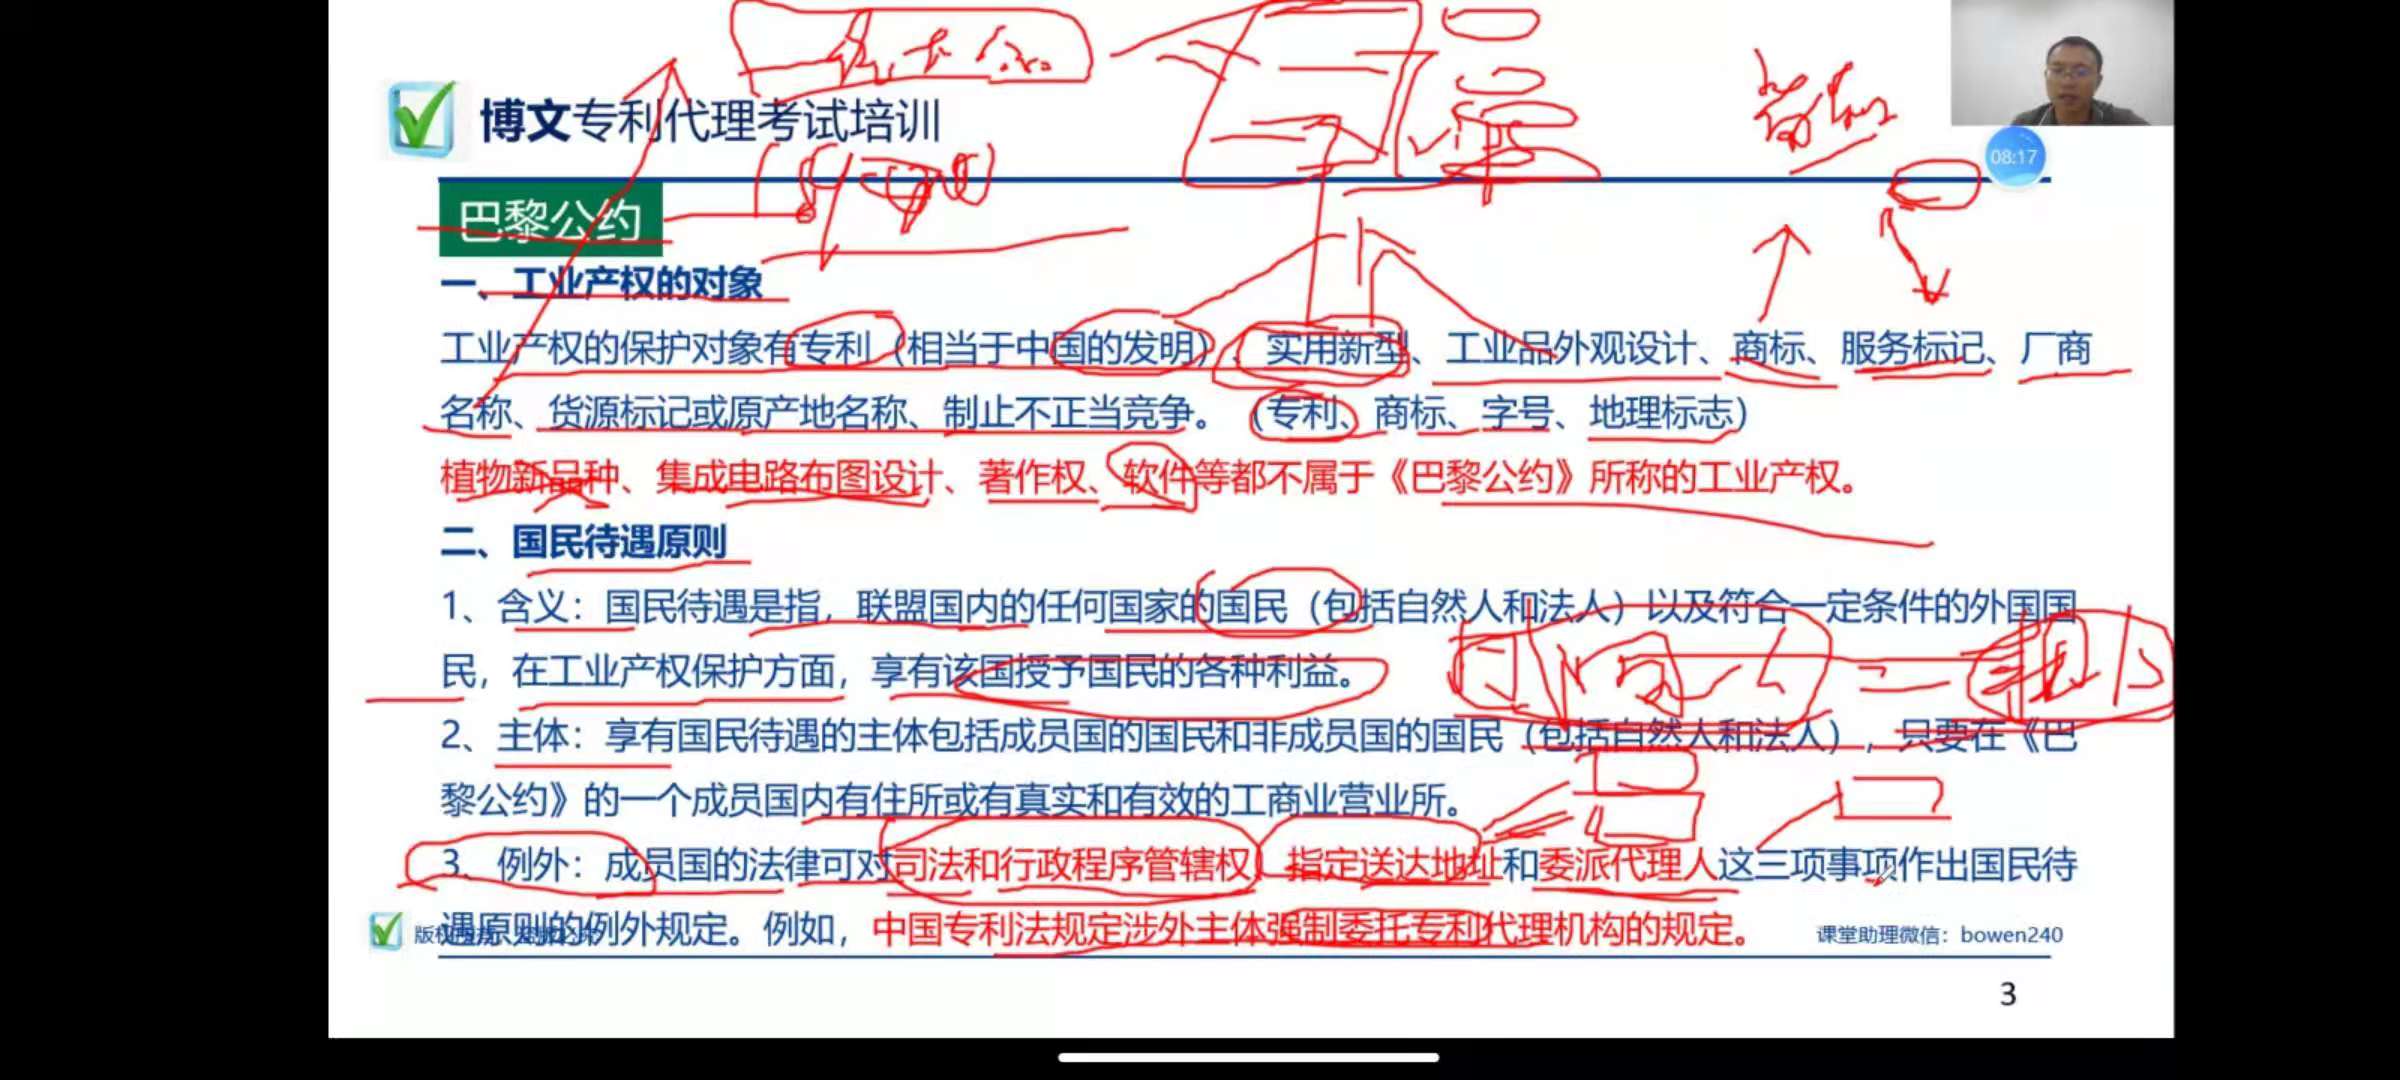 博文专利代理考试培训
08:17
巴黎公约
一、工业产权的对象
工业产权的保护对象有专利（相当于中国的发明）、实用新型、工业品外观设计、商标、服务标记、厂商
名称、货源标记或原产地名称、制止不正当竞争。（专利、商标、字号、地理标志）
植物新品种、集成电路布图设计、著作权、软件等都不属于《巴黎公约》所称的工业产权。
二、国民待遇原则
1、含义：国民待遇是指，联盟国内的任何国家的国民（包括自然人和法人）以及符合一定条件的外国国
民，在工业产权保护方面，享有该国授予国民的各种利益。
2、主体：享有国民待遇的主体包括成员国的国民和非成员国的国民（包括自然人和法人），只要在《巴
黎公约》的一个成员国内有住所或有真实和有效的工商业营业所。
3、例外：成员国的法律可对司法和行政程序管辖权、指定送达地址和委派代理人这三项事项作出国民待
遇原则的例外规定。例如，中国专利法规定涉外主体强制委托专利代理机构的规定。
课堂助理微信：bowen240
3